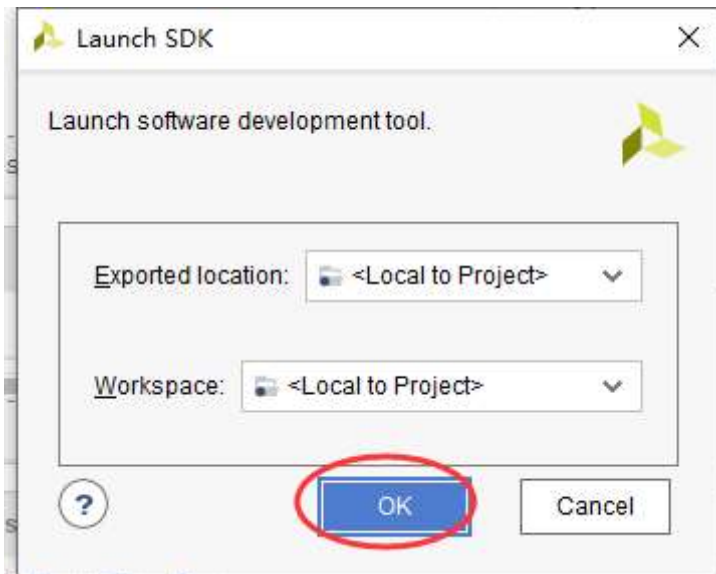 Launch SDK
Launch software development tool.
Exported location: <Local to Project>
Workspace: <Local to Project>
?
OK
Cancel